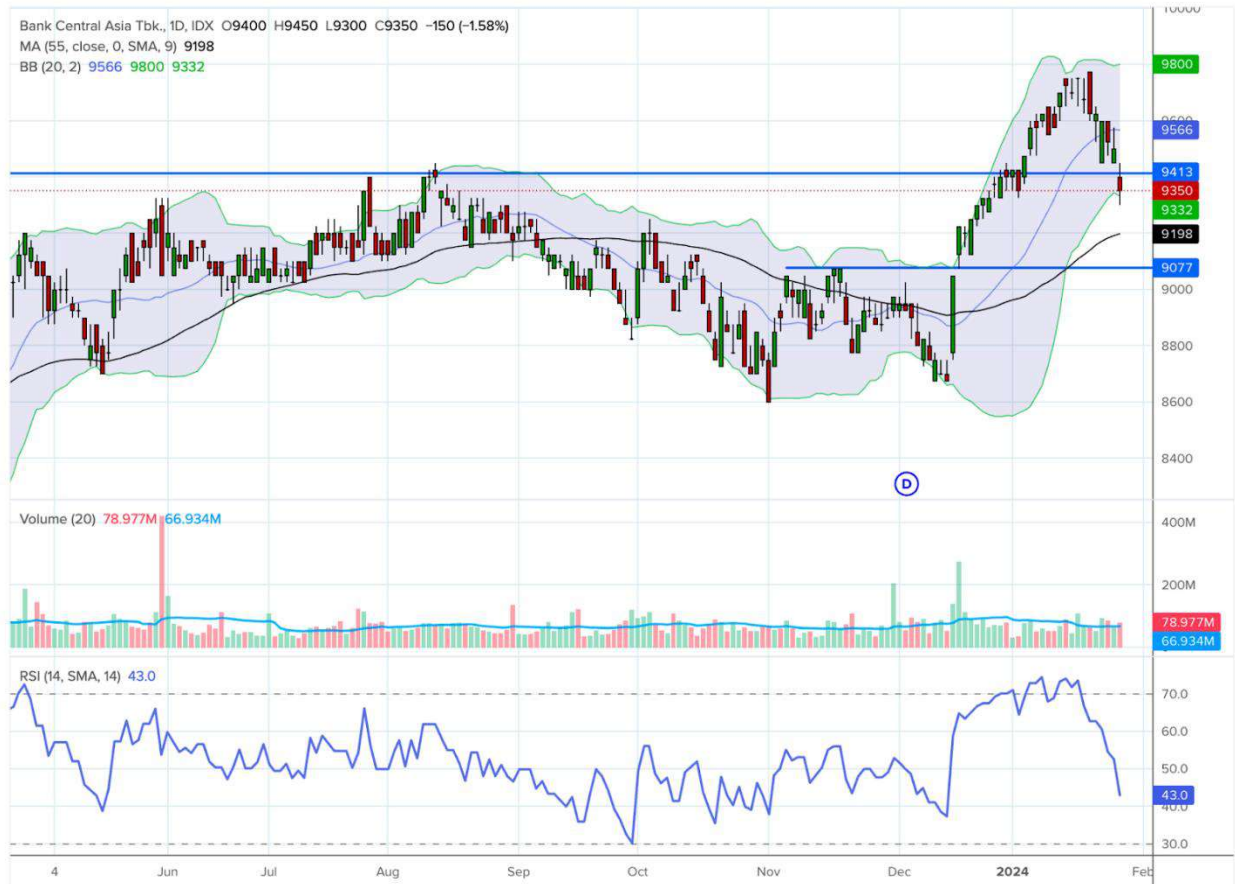 10000
Bank Central Asia Tbk., 1D, IDX O9400 H9450 L9300 C9350 −150 (−1.58%)
MA (55, close, 0, SMA, 9) 9198
BB (20, 2) 9566 9800 9332
9800
9600
9566
9413
9350
9332
9198
9077
9000
8800
8600
8400
D
Volume (20) 78.977M 66.934M
400M
200M
78.977M
66.934M
RSI (14, SMA, 14) 43.0
70.0
60.0
50.0
43.0
40.0
30.0
4 Jun Jul Aug Sep Oct Nov Dec 2024 Feb